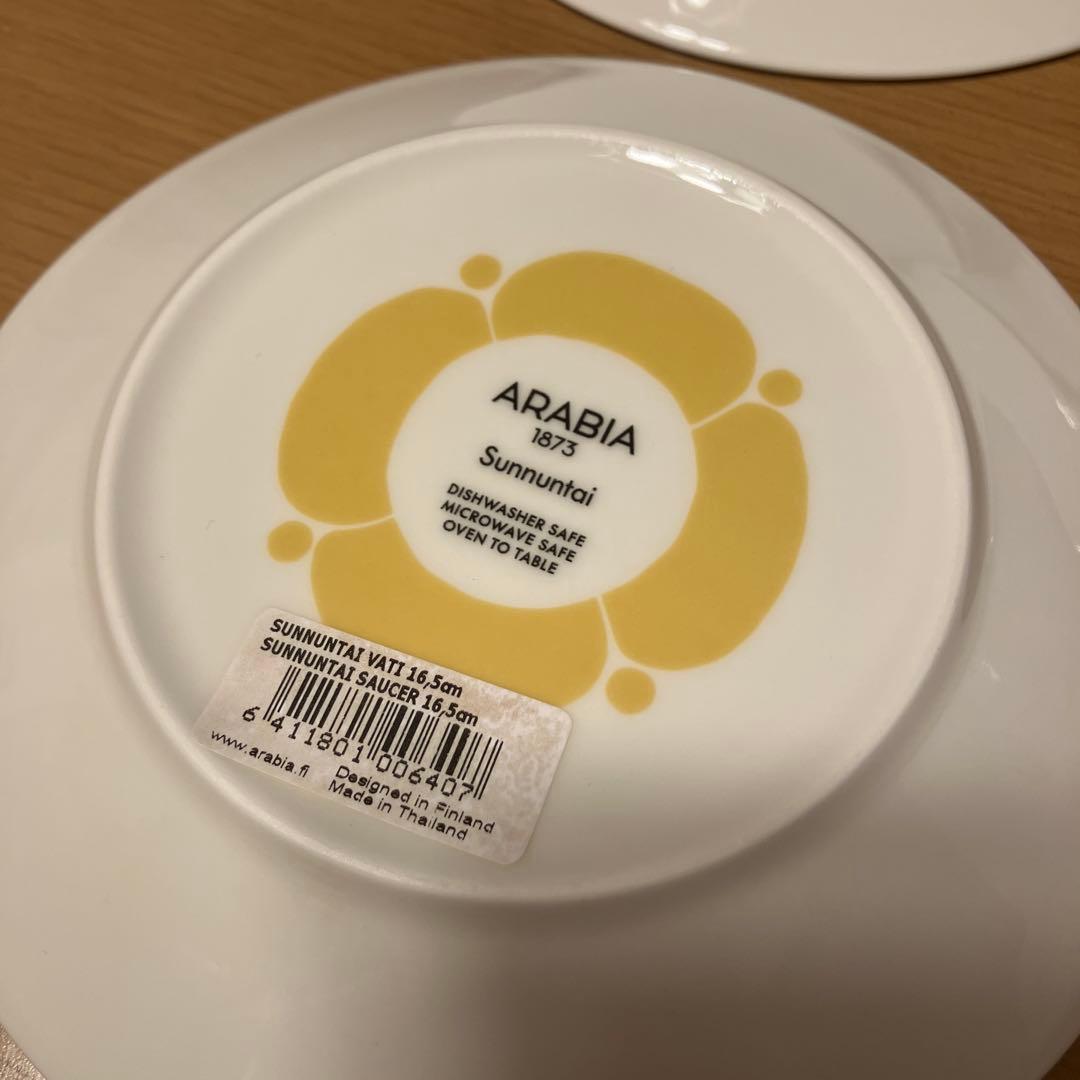 ARABIA
1873
Sunnuntai
DISHWASHER SAFE
MICROWAVE SAFE
OVEN TO TABLE
SUNNUNTAI VATI 16,5cm
SUNNUNTAI SAUCER 16,5cm
6 411801 006407
www.arabia.fi
Designed in Finland
Made in Thailand